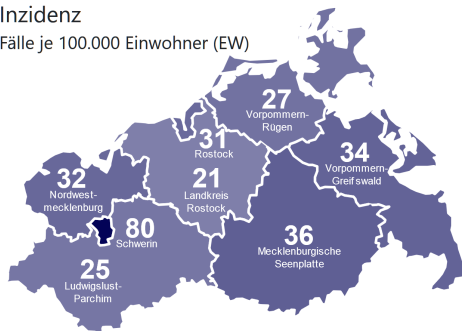 Inzidenz
Fälle je 100.000 Einwohner (EW)
27
Vorpommern-
Rügen
31
Rostock
34
Vorpommern-
Greifswald
21
Landkreis
Rostock
32
Nordwest-
mecklenburg
80
Schwerin
36
Mecklenburgische
Seenplatte
25
Ludwigslust-
Parchim